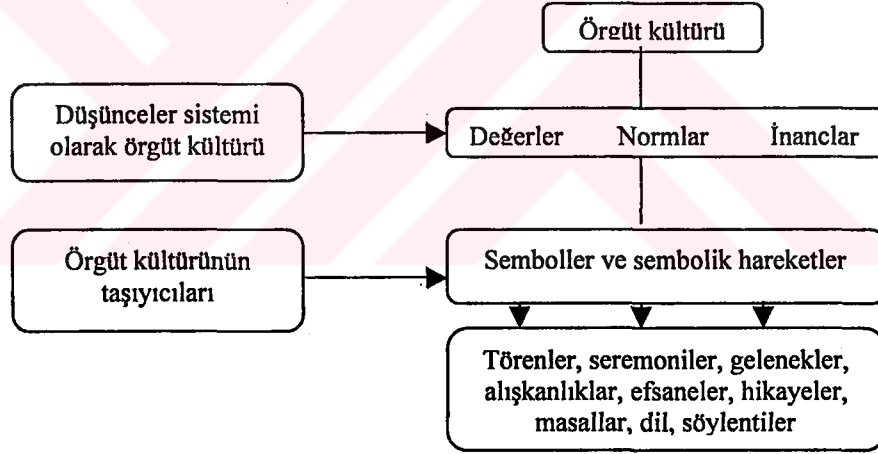 Örgüt kültürü
Düşünceler sistemi
olarak örgüt kültürü
Değerler Normlar İnançlar
Örgüt kültürünün
taşıyıcıları
Semboller ve sembolik hareketler
Törenler, seremoniler, gelenekler,
alışkanlıklar, efsaneler, hikayeler,
masallar, dil, söylentiler